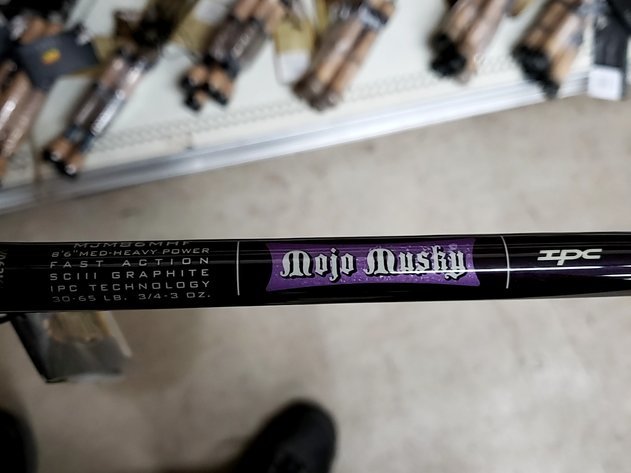 MJM86MHF
8'6" MED-HEAVY POWER
FAST ACTION
SCIII GRAPHITE
IPC TECHNOLOGY
30-65 LB. 3/4-3 OZ.
Mojo Musky
IPC